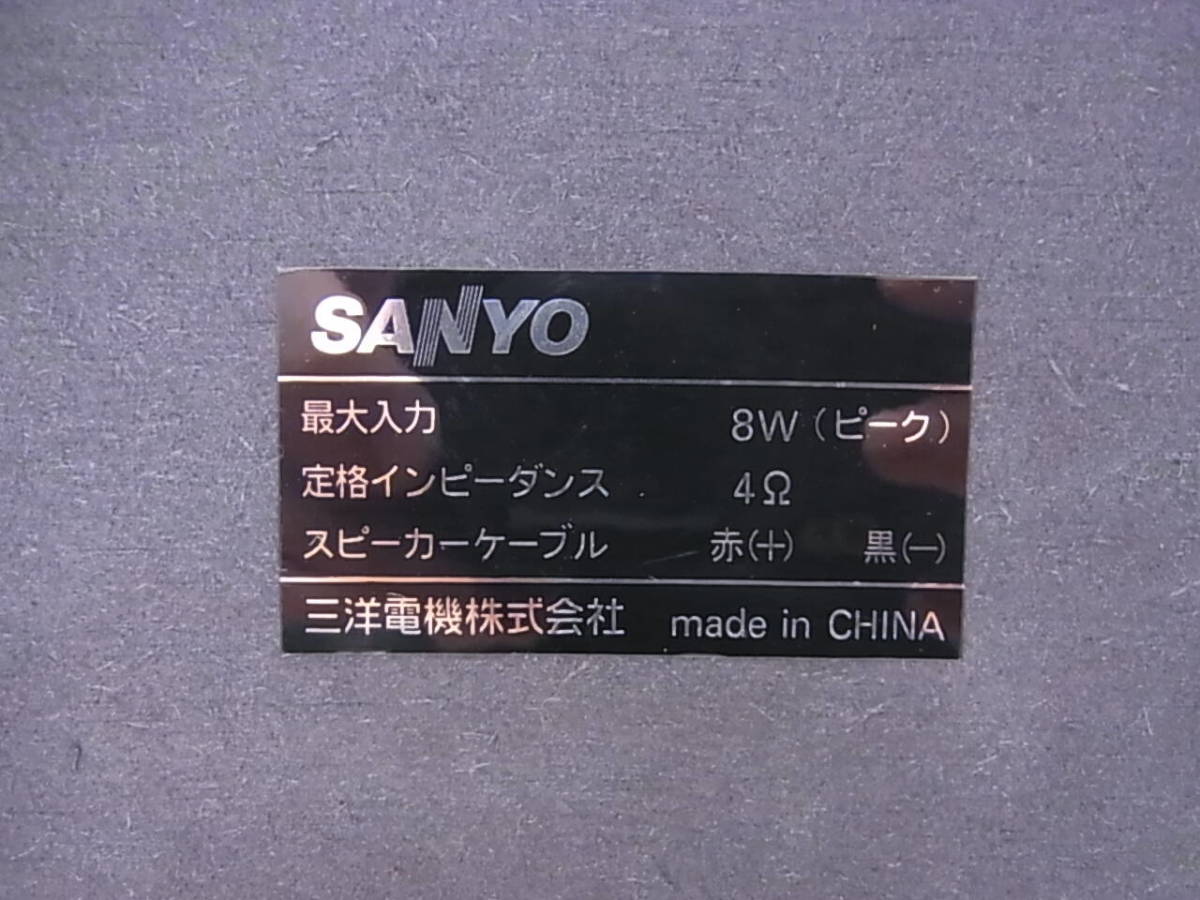 SANYO
最大入力 8W（ピーク）
定格インピーダンス 4Ω
スピーカーケーブル 赤(+) 黒(−)
三洋電機株式会社 made in CHINA